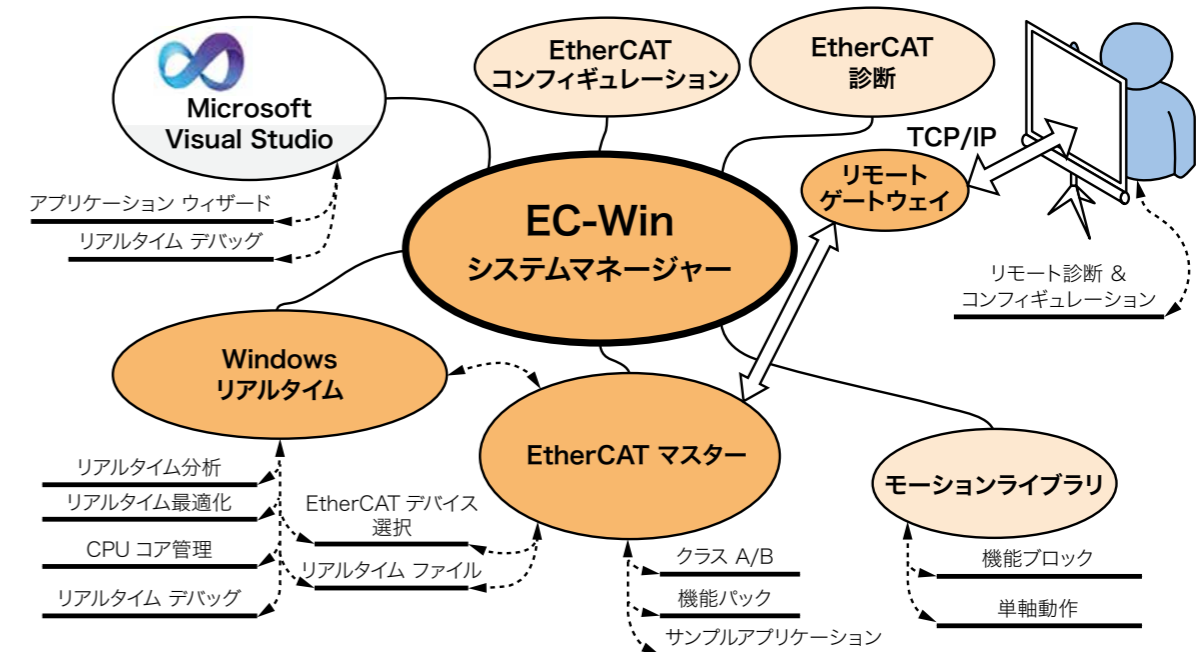 Microsoft
Visual Studio
EtherCAT
コンフィギュレーション
EtherCAT
診断
TCP/IP
リモート
ゲートウェイ
アプリケーション ウィザード
リアルタイム デバッグ
EC-Win
システムマネージャー
リモート診断 &
コンフィギュレーション
Windows
リアルタイム
EtherCAT マスター
モーションライブラリ
リアルタイム分析
リアルタイム最適化
CPU コア管理
リアルタイム デバッグ
EtherCAT デバイス
選択
リアルタイム ファイル
クラス A/B
機能パック
サンプルアプリケーション
機能ブロック
単軸動作